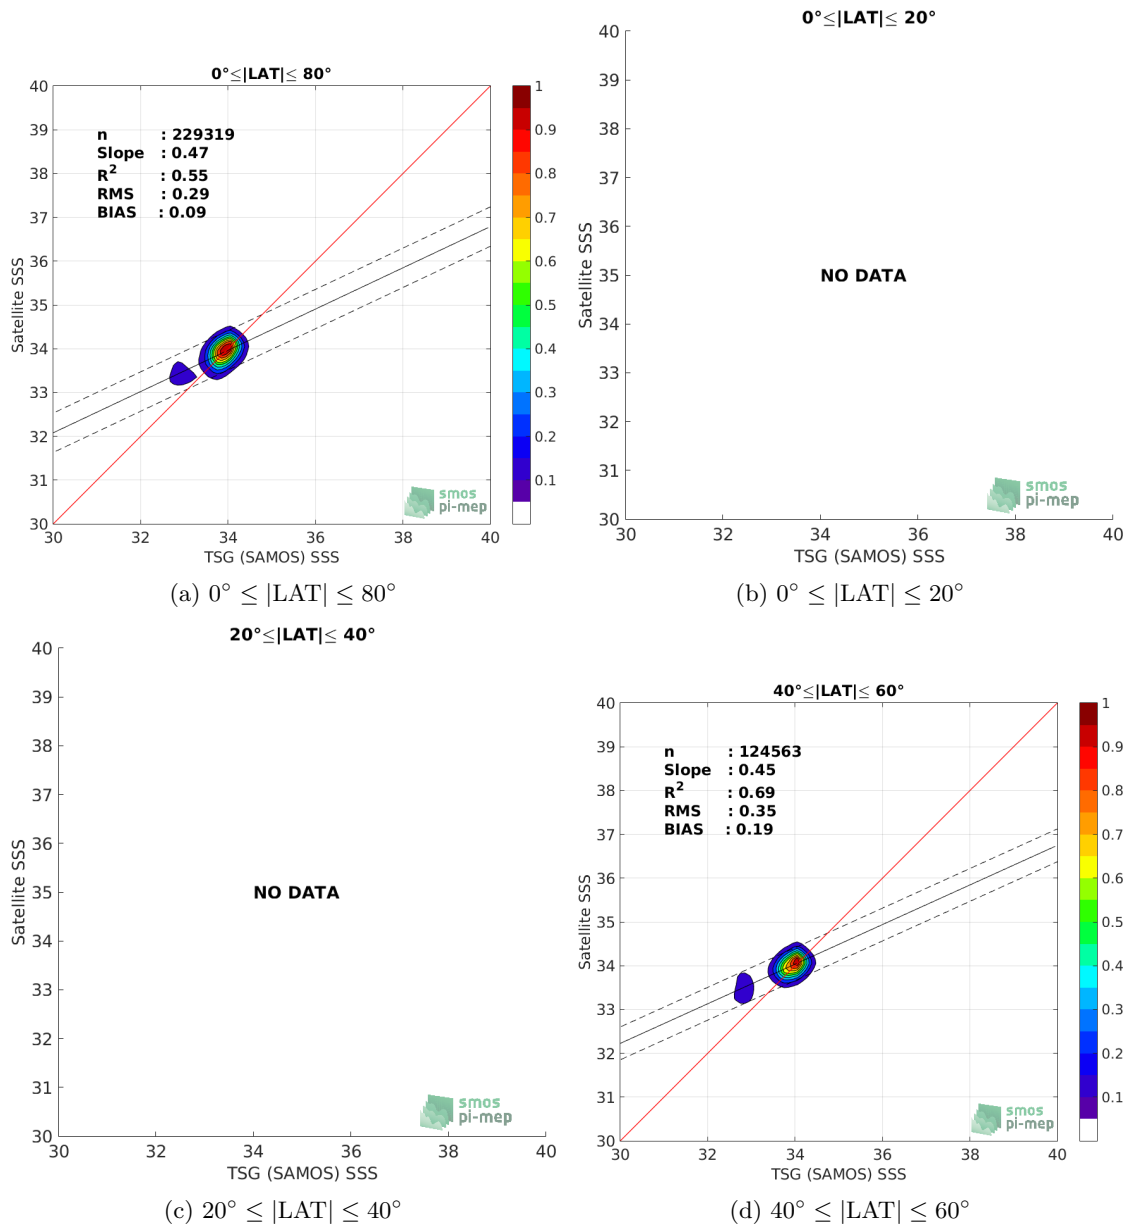 0°≤|LAT|≤ 80°
40
39
38
37
36
35
34
33
32
31
30
Satellite SSS
n : 229319
Slope : 0.47
R² : 0.55
RMS : 0.29
BIAS : 0.09
smos
pi-mep
30 32 34 36 38 40
TSG (SAMOS) SSS
1
0.9
0.8
0.7
0.6
0.5
0.4
0.3
0.2
0.1
(a) 0° ≤ |LAT| ≤ 80°
0°≤|LAT|≤ 20°
40
39
38
37
36
35
34
33
32
31
30
Satellite SSS
NO DATA
smos
pi-mep
30 32 34 36 38 40
TSG (SAMOS) SSS
(b) 0° ≤ |LAT| ≤ 20°
20°≤|LAT|≤ 40°
40
39
38
37
36
35
34
33
32
31
30
Satellite SSS
NO DATA
smos
pi-mep
30 32 34 36 38 40
TSG (SAMOS) SSS
(c) 20° ≤ |LAT| ≤ 40°
40°≤|LAT|≤ 60°
40
39
38
37
36
35
34
33
32
31
30
Satellite SSS
n : 124563
Slope : 0.45
R² : 0.69
RMS : 0.35
BIAS : 0.19
smos
pi-mep
30 32 34 36 38 40
TSG (SAMOS) SSS
1
0.9
0.8
0.7
0.6
0.5
0.4
0.3
0.2
0.1
(d) 40° ≤ |LAT| ≤ 60°